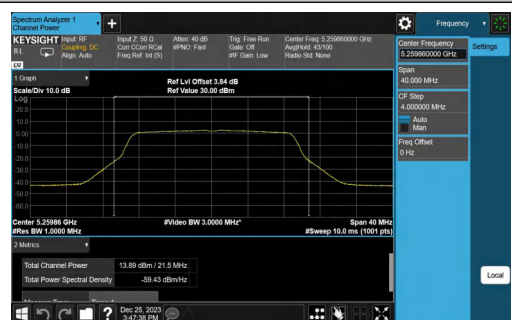 Spectrum Analyzer 1
Channel Power
Frequency
KEYSIGHT
Input: RF
Input Z: 50 Ω
Atten: 40 dB
Trig: Free Run
Center Freq: 5.259860000 GHz
RL
Coupling: DC
Corr CCorr RCal
#PNO: Fast
Gate: Off
Avg|Hold: 43/100
Align: Auto
Freq Ref: Int (S)
#IF Gain: Low
Radio Std: None
Center Frequency
5.259860000 GHz
Settings
Span
40.000 MHz
CF Step
4.000000 MHz
Auto
Man
Freq Offset
0 Hz
1 Graph
Ref Lvl Offset 3.84 dB
Scale/Div 10.0 dB
Ref Value 30.00 dBm
Log
20.0
10.0
0.00
-10.0
-20.0
-30.0
-40.0
-50.0
-60.0
Center 5.25986 GHz
#Video BW 3.0000 MHz*
Span 40 MHz
#Res BW 1.0000 MHz
#Sweep 10.0 ms (1001 pts)
2 Metrics
Total Channel Power
13.89 dBm / 21.5 MHz
Total Power Spectral Density
-59.43 dBm/Hz
Local
?
Dec 25, 2023
3:47:38 PM